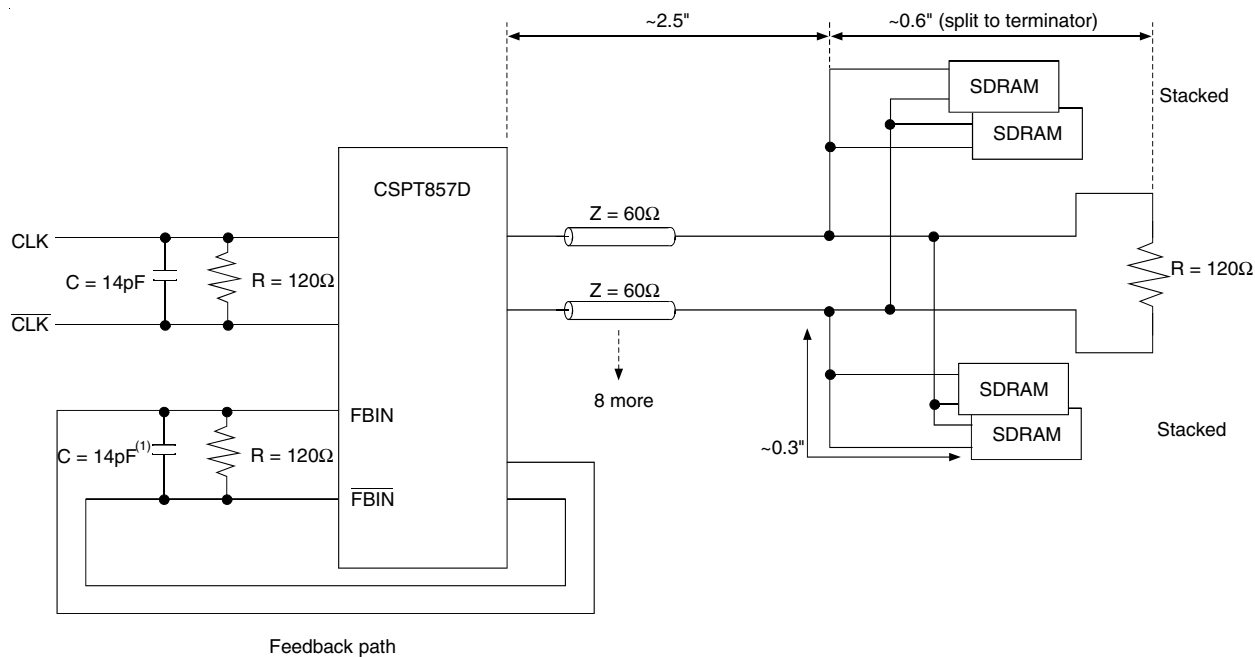 ~2.5"
~0.6" (split to terminator)
SDRAM
Stacked
SDRAM
CSPT857D
Z = 60Ω
CLK
C = 14pF
R = 120Ω
R = 120Ω
CLK
Z = 60Ω
8 more
SDRAM
FBIN
SDRAM
Stacked
C = 14pF(1)
R = 120Ω
~0.3"
FBIN
Feedback path